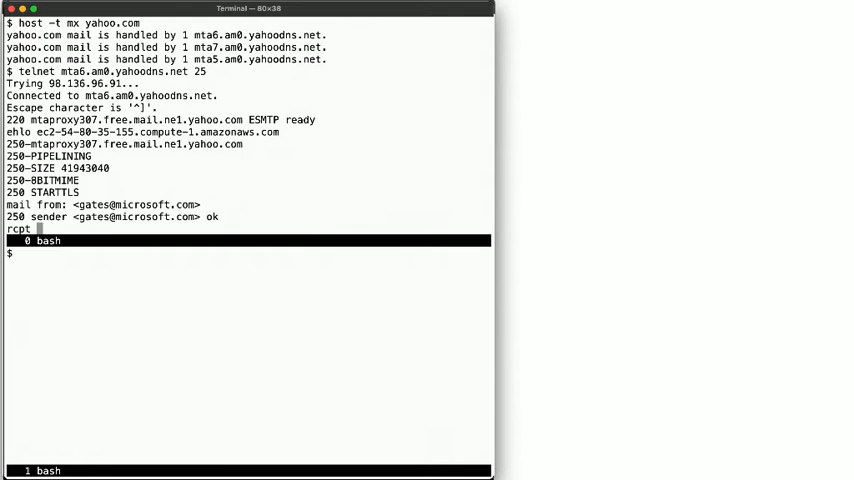 Terminal — 80×38
$ host -t mx yahoo.com
yahoo.com mail is handled by 1 mta6.am0.yahoodns.net.
yahoo.com mail is handled by 1 mta7.am0.yahoodns.net.
yahoo.com mail is handled by 1 mta5.am0.yahoodns.net.
$ telnet mta6.am0.yahoodns.net 25
Trying 98.136.96.91...
Connected to mta6.am0.yahoodns.net.
Escape character is '^]'.
220 mtaproxy307.free.mail.ne1.yahoo.com ESMTP ready
ehlo ec2-54-80-35-155.compute-1.amazonaws.com
250-mtaproxy307.free.mail.ne1.yahoo.com
250-PIPELINING
250-SIZE 41943040
250-8BITMIME
250 STARTTLS
mail from: <gates@microsoft.com>
250 sender <gates@microsoft.com> ok
rcpt
0 bash
$
1 bash